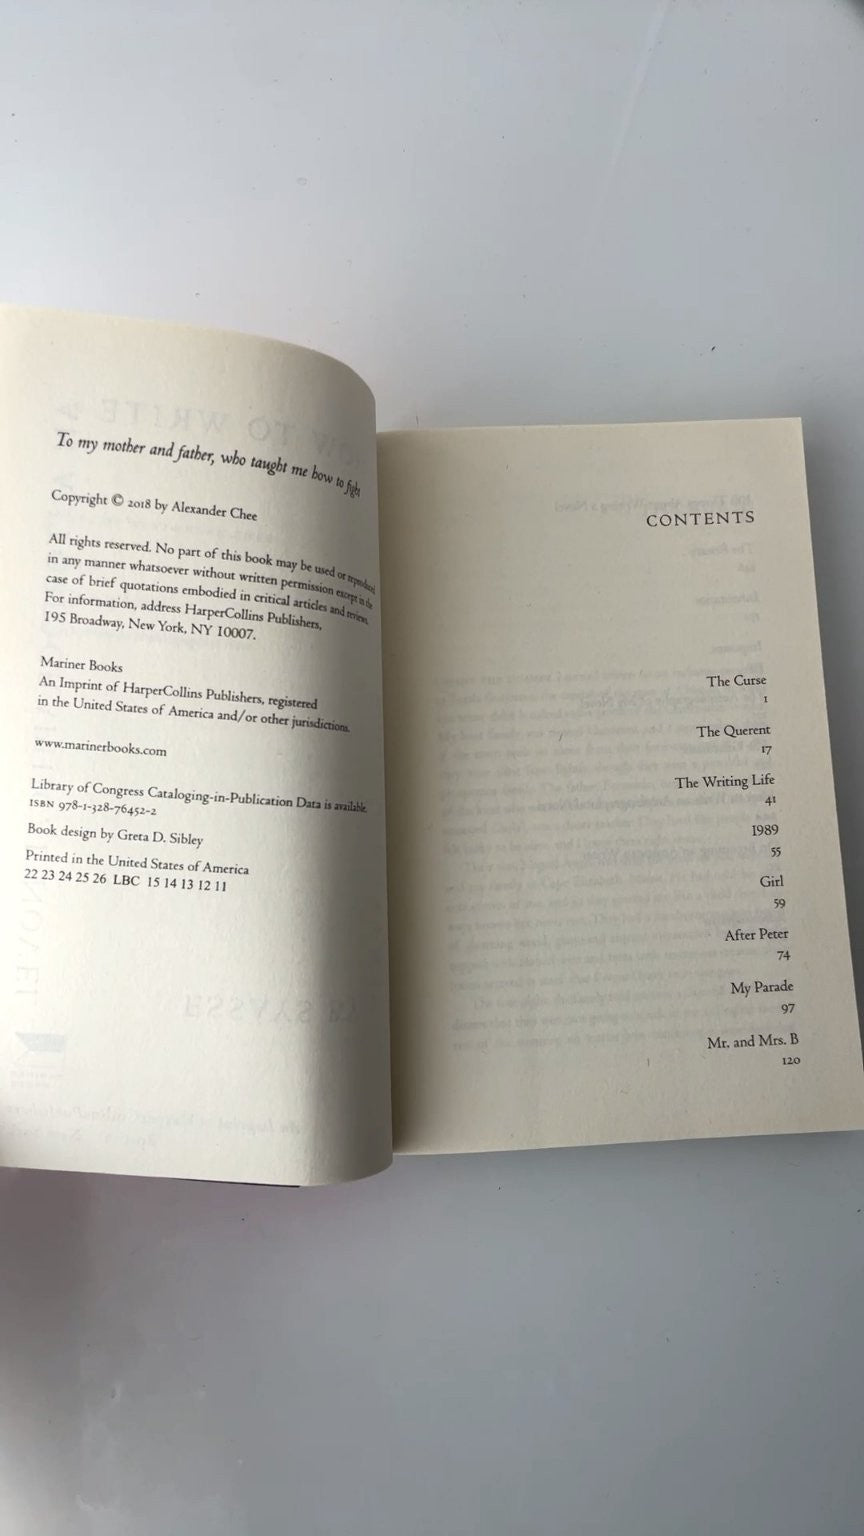 To my mother and father, who taught me how to fight
Copyright © 2018 by Alexander Chee
All rights reserved. No part of this book may be used or reproduced
in any manner whatsoever without written permission except in the
case of brief quotations embodied in critical articles and reviews.
For information, address HarperCollins Publishers,
195 Broadway, New York, NY 10007.
Mariner Books
An Imprint of HarperCollins Publishers, registered
in the United States of America and/or other jurisdictions.
www.marinerbooks.com
Library of Congress Cataloging-in-Publication Data is available.
ISBN 978-1-328-76452-2
Book design by Greta D. Sibley
Printed in the United States of America
22 23 24 25 26 LBC 15 14 13 12 11
CONTENTS
The Curse
1
The Querent
17
The Writing Life
41
1989
55
Girl
59
After Peter
74
My Parade
97
Mr. and Mrs. B
120